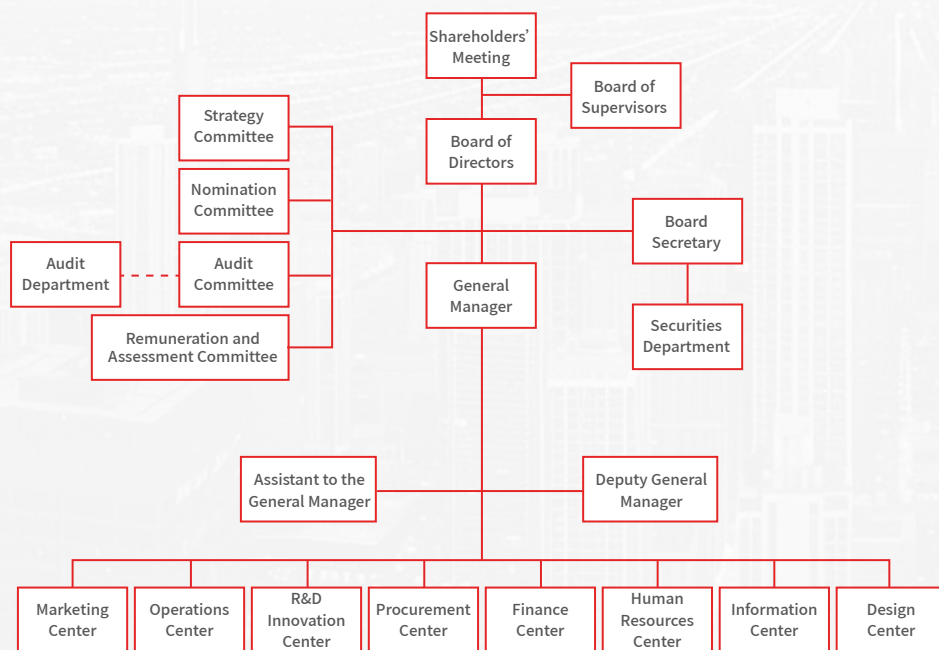 Shareholders’
Meeting
Board of
Supervisors
Strategy
Committee
Board of
Directors
Nomination
Committee
Board
Secretary
Audit
Department
Audit
Committee
General
Manager
Remuneration and
Assessment Committee
Securities
Department
Assistant to the
General Manager
Deputy General
Manager
Marketing
Center
Operations
Center
R&D
Innovation
Center
Procurement
Center
Finance
Center
Human
Resources
Center
Information
Center
Design
Center